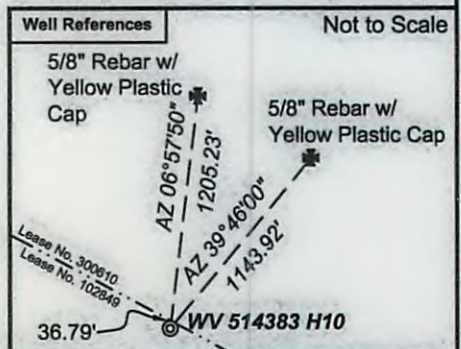 Well References
Not to Scale
5/8" Rebar w/
Yellow Plastic
Cap
5/8" Rebar w/
Yellow Plastic Cap
AZ 06°57'50"
1205.23'
AZ 39°46'00"
1143.92'
Lease No. 300610
Lease No. 102849
36.79'
WV 514383 H10